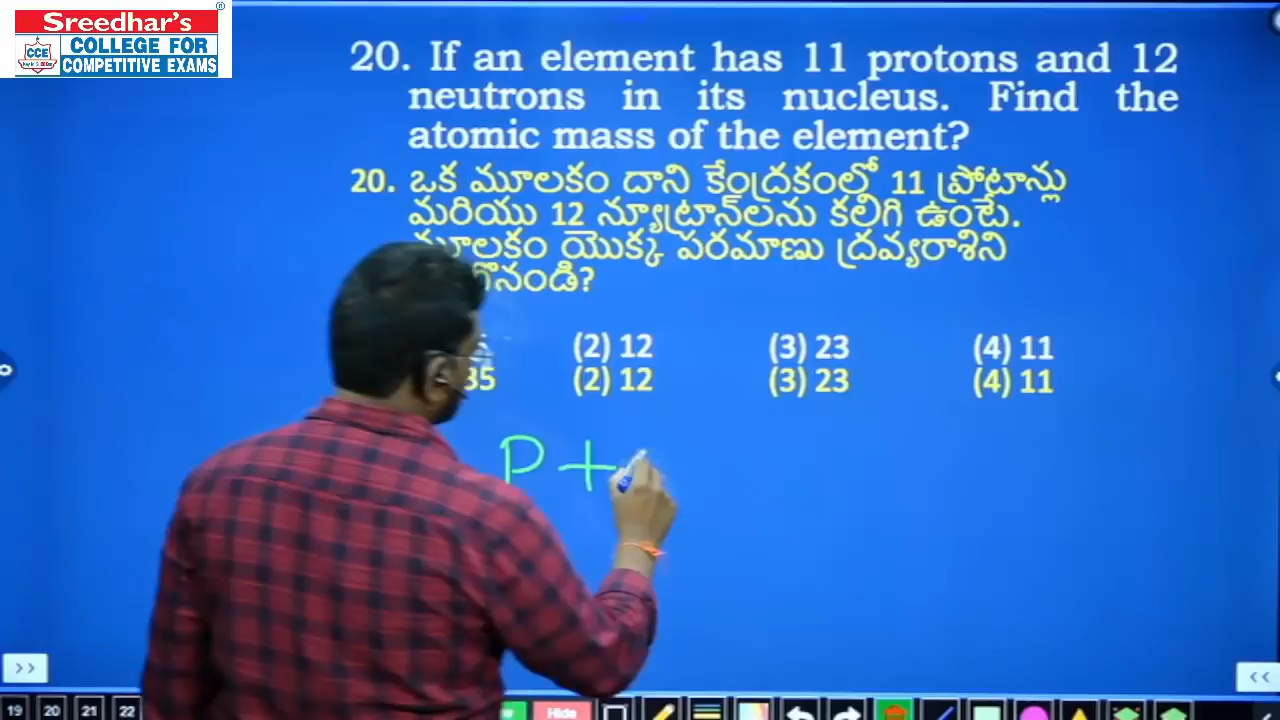 Sreedhar's
CCE
COLLEGE FOR
COMPETITIVE EXAMS
20. If an element has 11 protons and 12
neutrons in its nucleus. Find the
atomic mass of the element?
20. ఒక మూలకం దాని కేంద్రకంలో 11 ప్రోటాన్లు
మరియు 12 న్యూట్రాన్‌లను కలిగి ఉంటే.
మూలకం యొక్క పరమాణు ద్రవ్యరాశిని
(2) 12 (3) 23 (4) 11
35 (2) 12 (3) 23 (4) 11
P +
>> <<
19 20 21 22 Hide